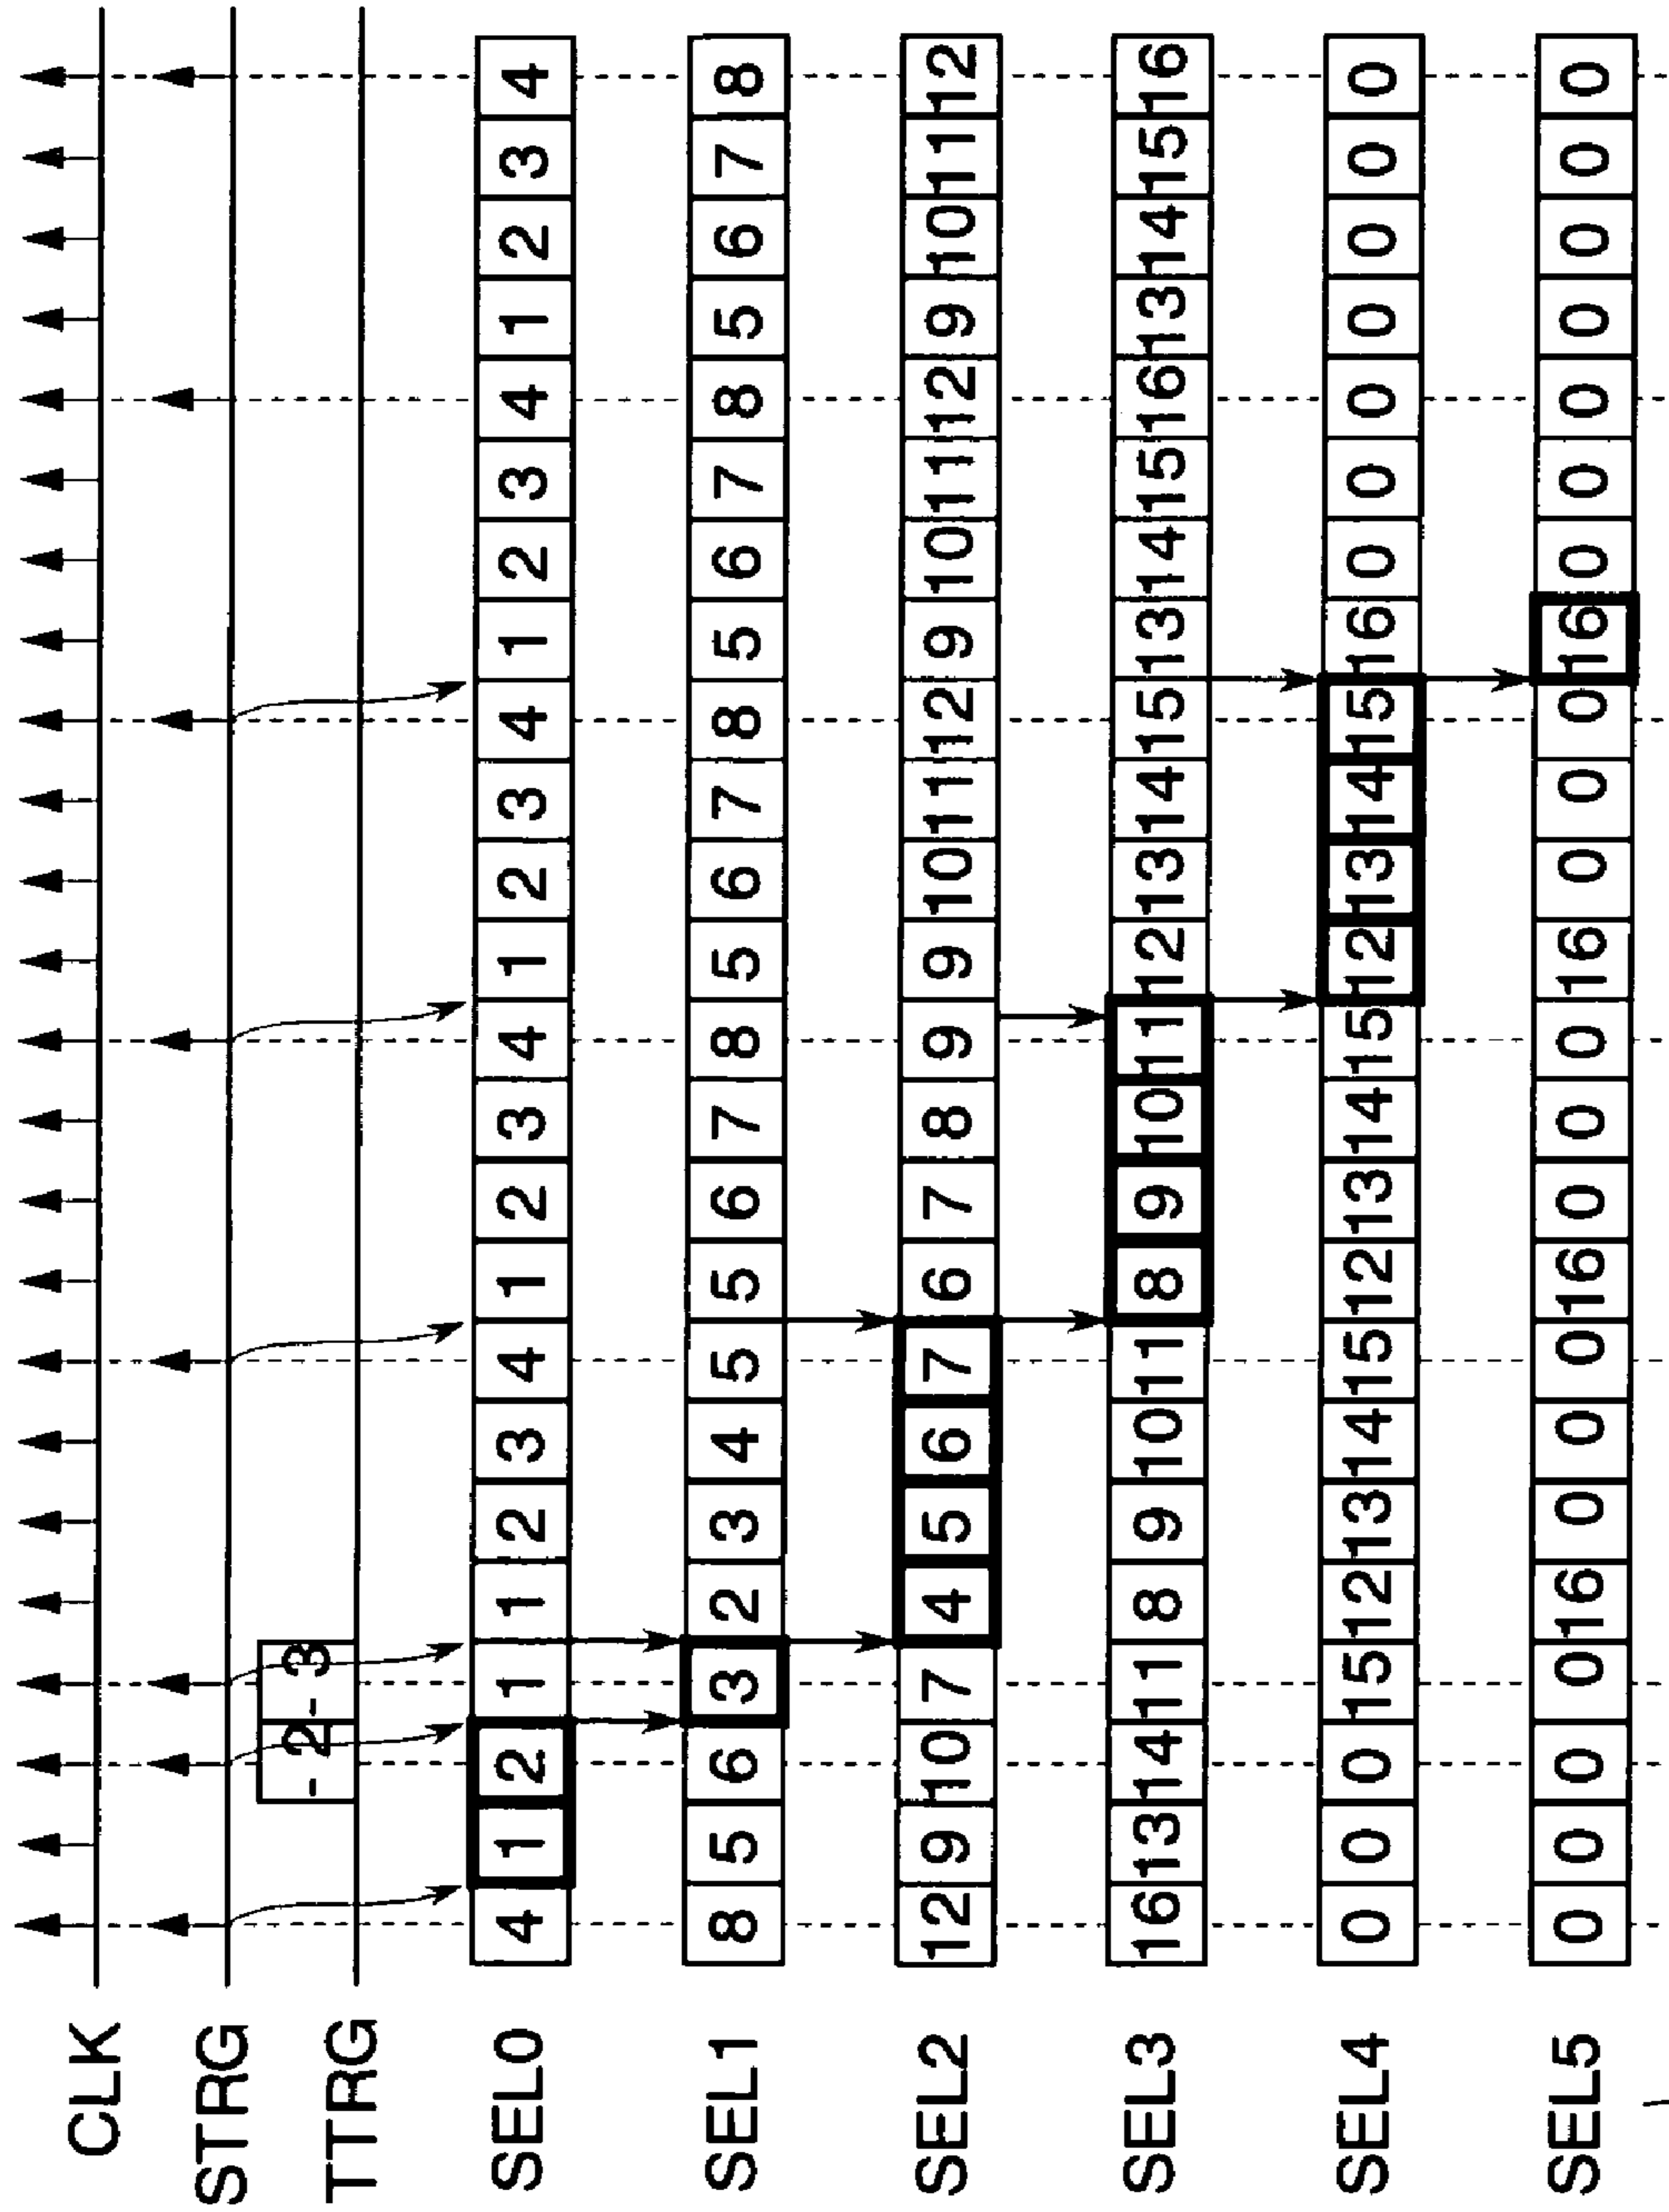 CLK
STRG
TTRG -2 -3
SEL0 4 1 2 1 1 2 3 4 1 2 3 4 1 2 3 4 1 2 3 4 1 2 3 4
SEL1 8 5 6 3 2 3 4 5 5 6 7 8 5 6 7 8 5 6 7 8 5 6 7 8
SEL2 12 9 10 7 4 5 6 7 6 7 8 9 9 10 11 12 9 10 11 12 9 10 11 12
SEL3 16 13 14 11 8 9 10 11 8 9 10 11 12 13 14 15 13 14 15 16 13 14 15 16
SEL4 0 0 0 15 12 13 14 15 12 13 14 15 12 13 14 15 16 0 0 0 0 0 0 0
SEL5 0 0 0 0 16 0 0 0 16 0 0 0 16 0 0 0 16 0 0 0 0 0 0 0